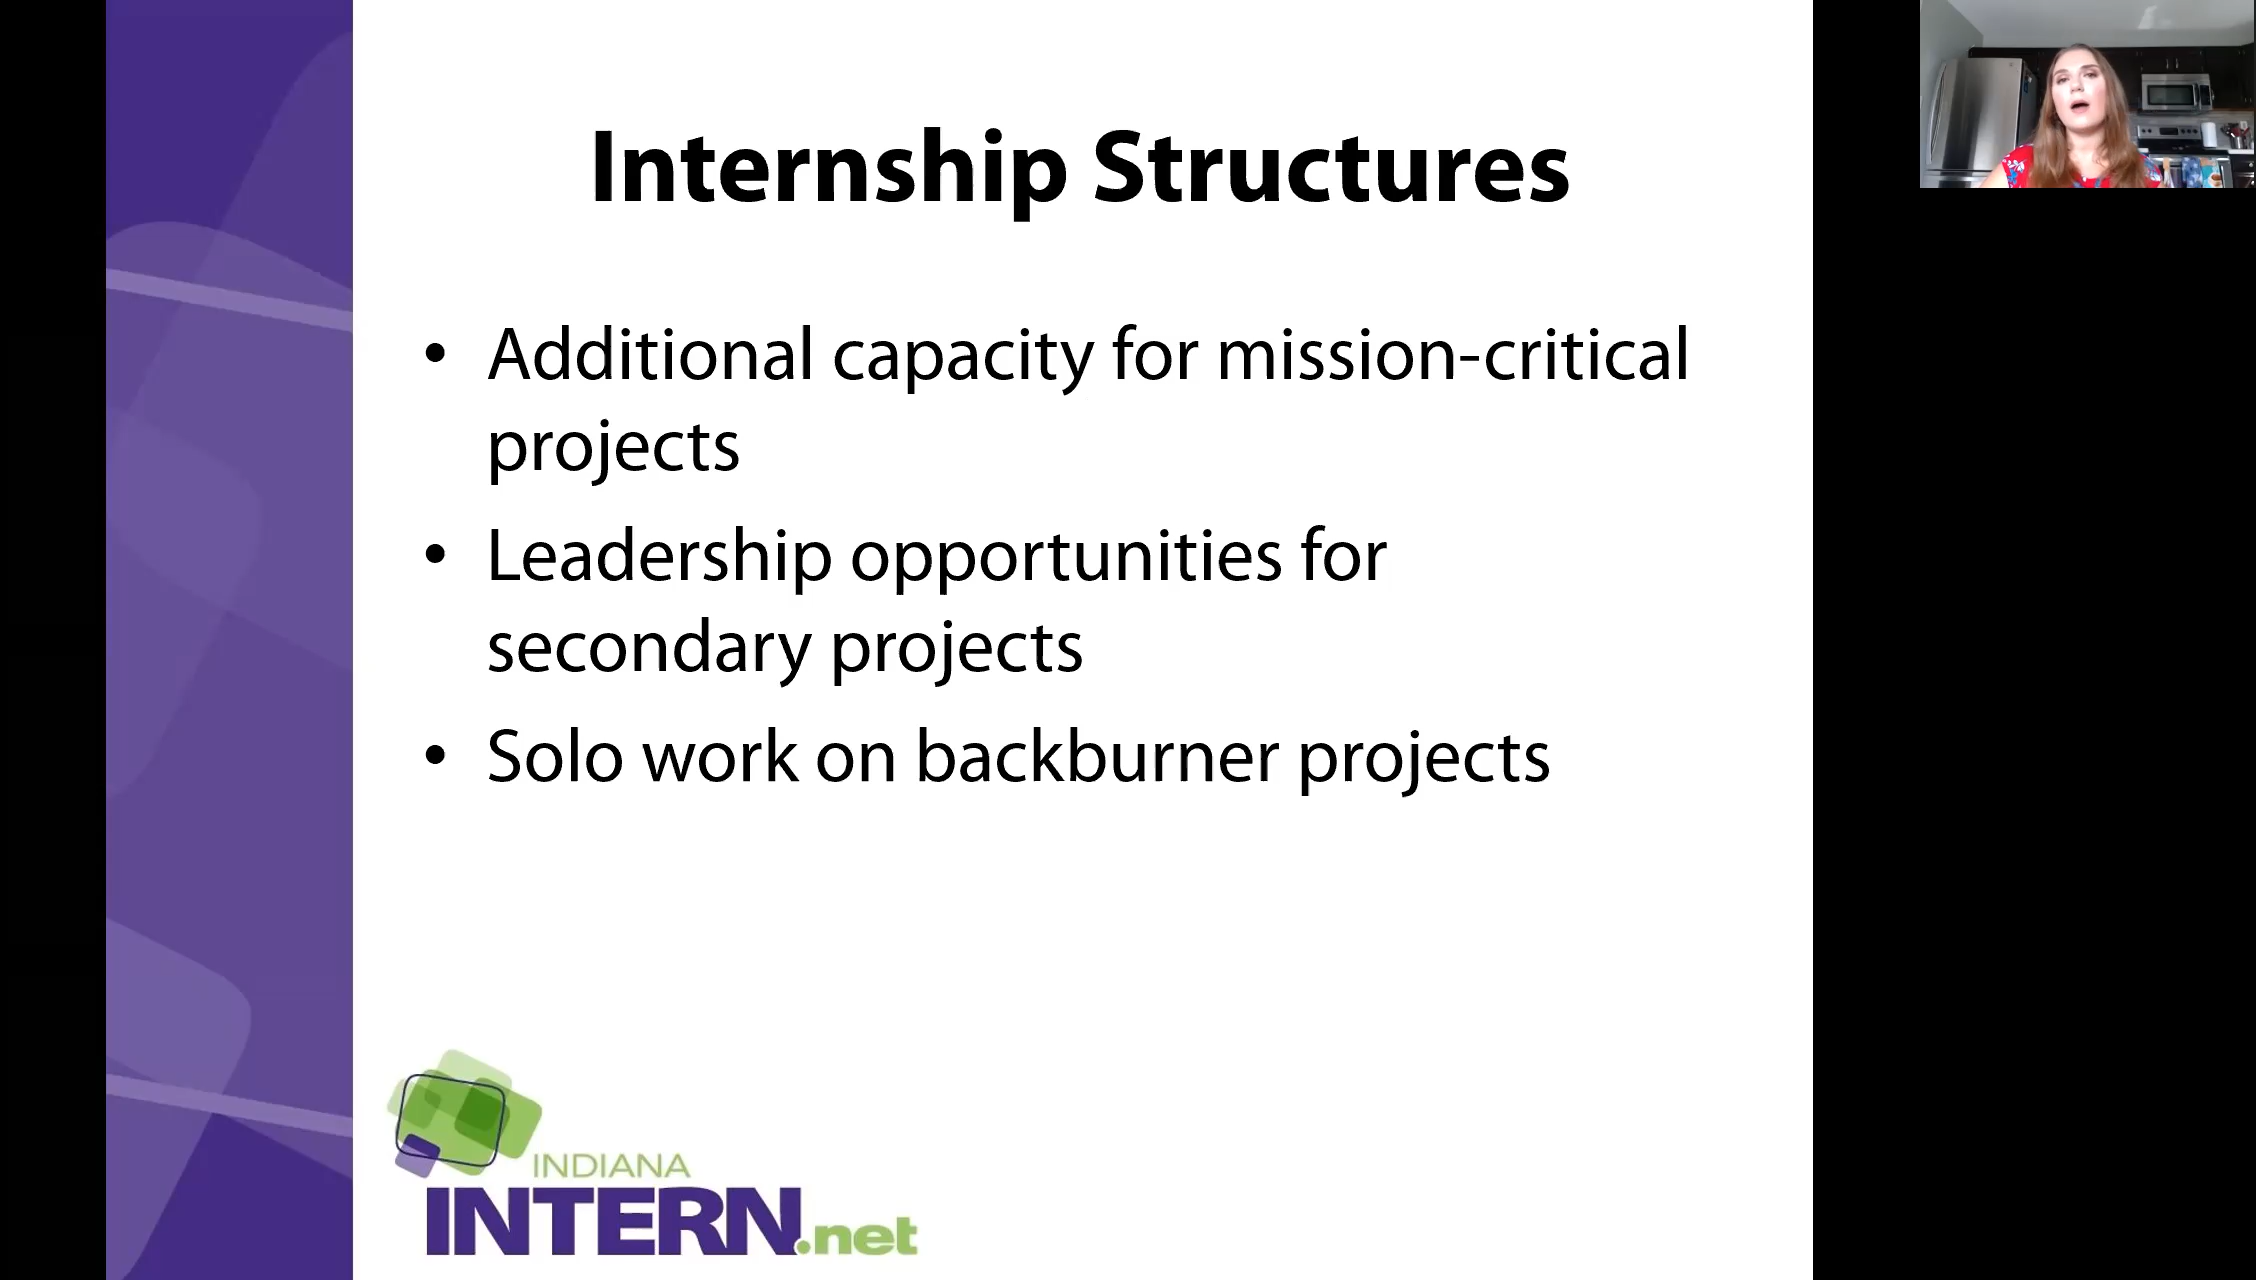 Internship Structures
• Additional capacity for mission-critical
projects
• Leadership opportunities for
secondary projects
• Solo work on backburner projects
INDIANA
INTERN.net